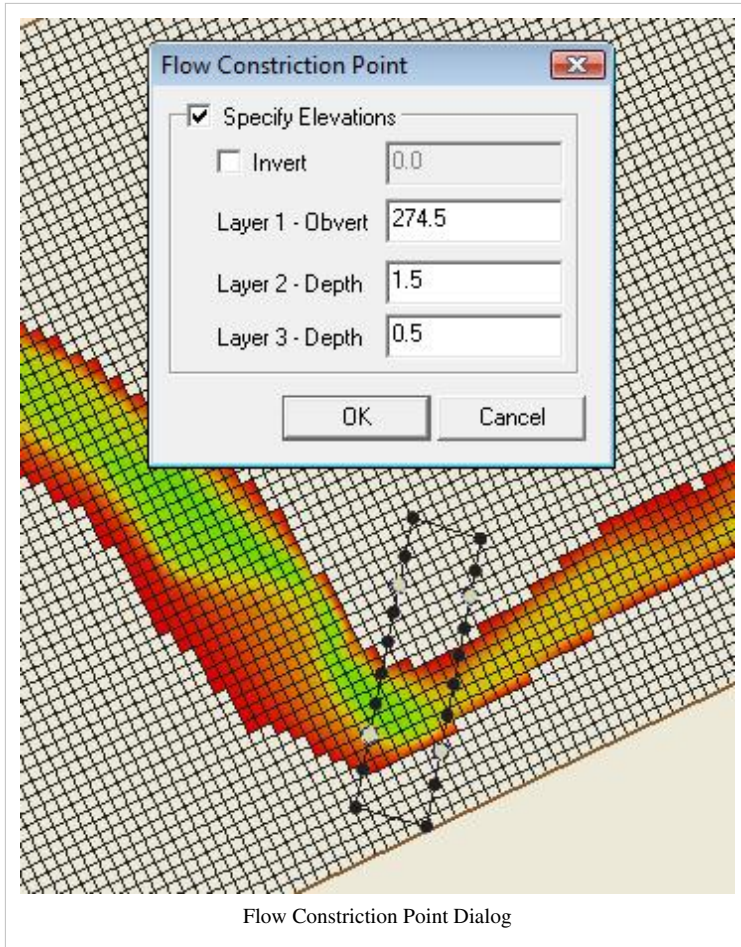 Flow Constriction Point
Specify Elevations
Invert 0.0
Layer 1 - Obvert 274.5
Layer 2 - Depth 1.5
Layer 3 - Depth 0.5
OK Cancel
Flow Constriction Point Dialog